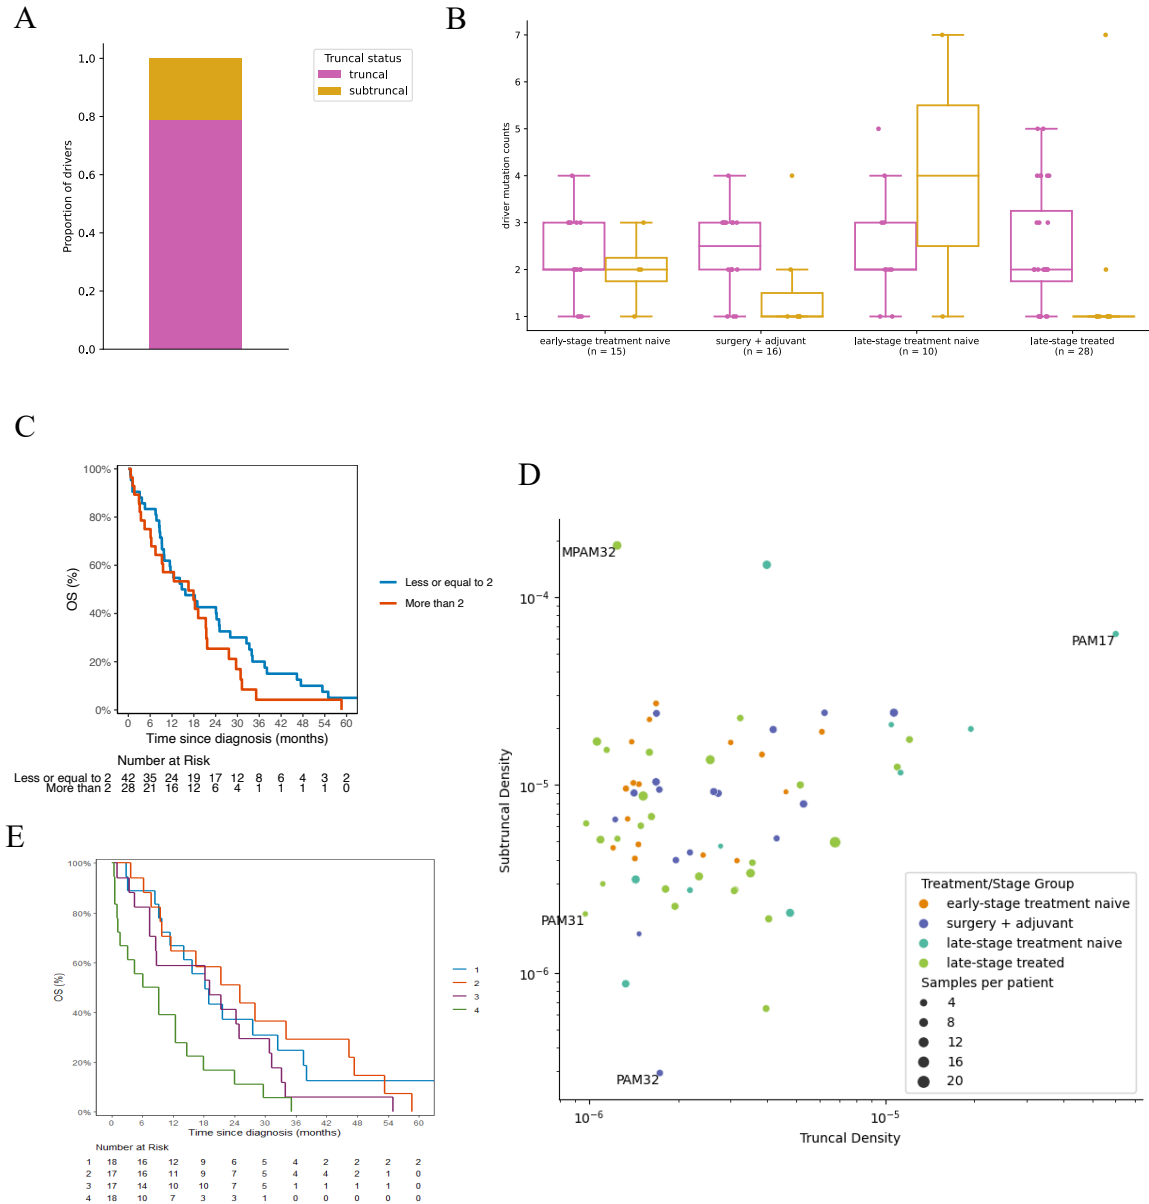 A
Truncal status
truncal
subtruncal
Proportion of drivers
1.0
0.8
0.6
0.4
0.2
0.0
B
driver mutation counts
7
6
5
4
3
2
1
early-stage treatment naive
(n = 15)
surgery + adjuvant
(n = 16)
late-stage treatment naive
(n = 10)
late-stage treated
(n = 28)
C
OS (%)
100%
80%
60%
40%
20%
0%
0 6 12 18 24 30 36 42 48 54 60
Time since diagnosis (months)
Less or equal to 2
More than 2
Number at Risk
Less or equal to 2 42 35 24 19 17 12 8 6 4 3 2
More than 2 28 21 16 12 6 4 1 1 1 1 0
D
MPAM32
PAM17
PAM31
PAM32
Subtruncal Density
10⁻⁴
10⁻⁵
10⁻⁶
10⁻⁶ 10⁻⁵
Truncal Density
Treatment/Stage Group
early-stage treatment naive
surgery + adjuvant
late-stage treatment naive
late-stage treated
Samples per patient
4
8
12
16
20
E
OS (%)
100%
80%
60%
40%
20%
0%
0 6 12 18 24 30 36 42 48 54 60
Time since diagnosis (months)
1
2
3
4
Number at Risk
1 18 16 12 9 6 5 4 2 2 2 2
2 17 16 11 9 7 5 4 4 2 1 0
3 17 14 10 10 7 5 1 1 1 1 0
4 18 10 7 3 3 1 0 0 0 0 0